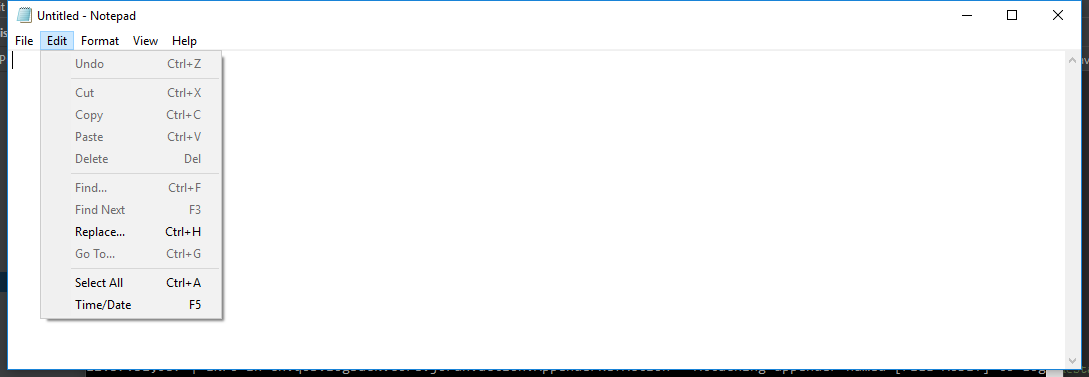 Untitled - Notepad
File Edit Format View Help
Undo Ctrl+Z
Cut Ctrl+X
Copy Ctrl+C
Paste Ctrl+V
Delete Del
Find... Ctrl+F
Find Next F3
Replace... Ctrl+H
Go To... Ctrl+G
Select All Ctrl+A
Time/Date F5